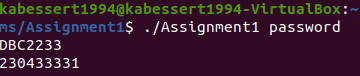 kabessert1994@kabessert1994-VirtualBox:~
ms/Assignment1$ ./Assignment1 password
DBC2233
230433331